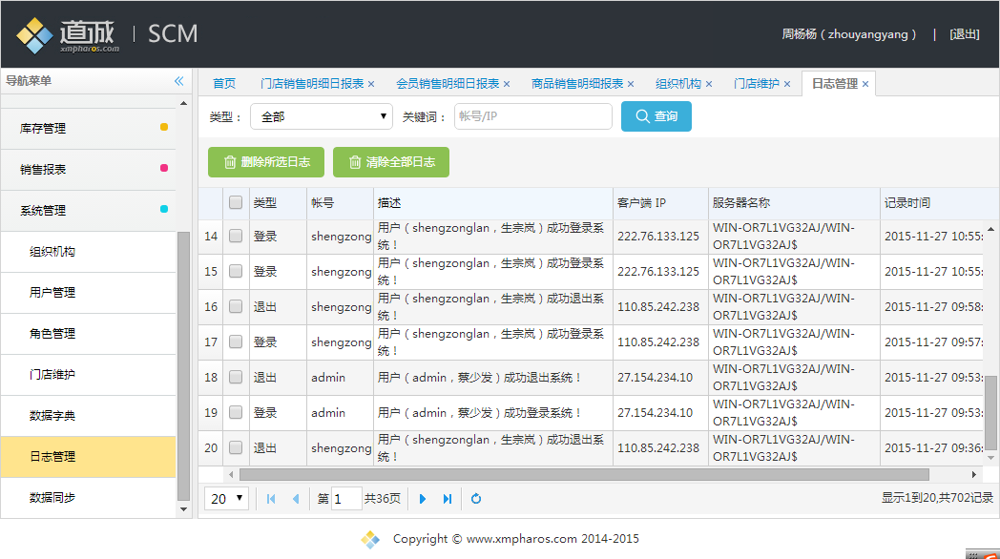 道诚 | SCM
xmpharos.com
周杨杨 ( zhouyangyang ) | [退出]
导航菜单 «
首页 门店销售明细日报表 × 会员销售明细日报表 × 商品销售明细报表 × 组织机构 × 门店维护 × 日志管理 ×
库存管理
销售报表
系统管理
组织机构
用户管理
角色管理
门店维护
数据字典
日志管理
数据同步
类型： 全部 关键词： 帐号/IP 查询
删除所选日志 清除全部日志
类型 帐号 描述 客户端 IP 服务器名称 记录时间
14 登录 shengzong 用户（shengzonglan，生宗岚）成功登录系统！ 222.76.133.125 WIN-OR7L1VG32AJ/WIN-OR7L1VG32AJ$ 2015-11-27 10:55:
15 登录 shengzong 用户（shengzonglan，生宗岚）成功登录系统！ 222.76.133.125 WIN-OR7L1VG32AJ/WIN-OR7L1VG32AJ$ 2015-11-27 10:55:
16 退出 shengzong 用户（shengzonglan，生宗岚）成功退出系统！ 110.85.242.238 WIN-OR7L1VG32AJ/WIN-OR7L1VG32AJ$ 2015-11-27 09:58:
17 登录 shengzong 用户（shengzonglan，生宗岚）成功登录系统！ 110.85.242.238 WIN-OR7L1VG32AJ/WIN-OR7L1VG32AJ$ 2015-11-27 09:57:
18 退出 admin 用户（admin，蔡少发）成功退出系统！ 27.154.234.10 WIN-OR7L1VG32AJ/WIN-OR7L1VG32AJ$ 2015-11-27 09:53:
19 登录 admin 用户（admin，蔡少发）成功登录系统！ 27.154.234.10 WIN-OR7L1VG32AJ/WIN-OR7L1VG32AJ$ 2015-11-27 09:53:
20 退出 shengzong 用户（shengzonglan，生宗岚）成功退出系统！ 110.85.242.238 WIN-OR7L1VG32AJ/WIN-OR7L1VG32AJ$ 2015-11-27 09:36:
20 第 1 共36页 显示1到20,共702记录
Copyright © www.xmpharos.com 2014-2015